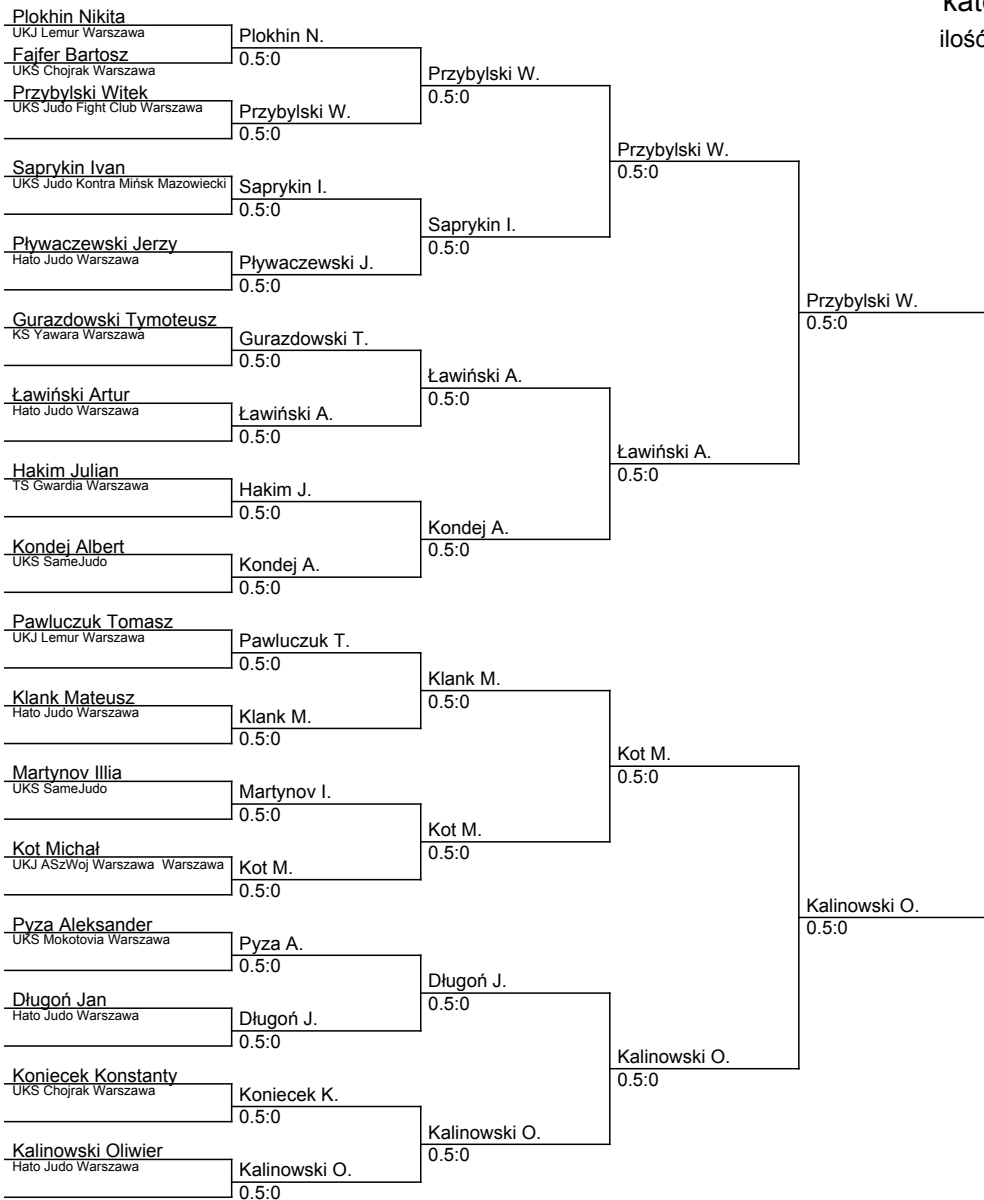 kat
ilość
Plokhin Nikita
UKJ Lemur Warszawa
Fajfer Bartosz
UKS Chojrak Warszawa
Przybylski Witek
UKS Judo Fight Club Warszawa
Saprykin Ivan
UKS Judo Kontra Mińsk Mazowiecki
Pływaczewski Jerzy
Hato Judo Warszawa
Gurazdowski Tymoteusz
KS Yawara Warszawa
Ławiński Artur
Hato Judo Warszawa
Hakim Julian
TS Gwardia Warszawa
Kondej Albert
UKS SameJudo
Pawluczuk Tomasz
UKJ Lemur Warszawa
Klank Mateusz
Hato Judo Warszawa
Martynov Illia
UKS SameJudo
Kot Michał
UKJ ASzWoj Warszawa Warszawa
Pyza Aleksander
UKS Mokotovia Warszawa
Długoń Jan
Hato Judo Warszawa
Koniecek Konstanty
UKS Chojrak Warszawa
Kalinowski Oliwier
Hato Judo Warszawa
Plokhin N.
0.5:0
Przybylski W.
0.5:0
Saprykin I.
0.5:0
Pływaczewski J.
0.5:0
Gurazdowski T.
0.5:0
Ławiński A.
0.5:0
Hakim J.
0.5:0
Kondej A.
0.5:0
Pawluczuk T.
0.5:0
Klank M.
0.5:0
Martynov I.
0.5:0
Kot M.
0.5:0
Pyza A.
0.5:0
Długoń J.
0.5:0
Koniecek K.
0.5:0
Kalinowski O.
0.5:0
Przybylski W.
0.5:0
Saprykin I.
0.5:0
Ławiński A.
0.5:0
Kondej A.
0.5:0
Klank M.
0.5:0
Kot M.
0.5:0
Długoń J.
0.5:0
Kalinowski O.
0.5:0
Przybylski W.
0.5:0
Ławiński A.
0.5:0
Kot M.
0.5:0
Kalinowski O.
0.5:0
Przybylski W.
0.5:0
Kalinowski O.
0.5:0